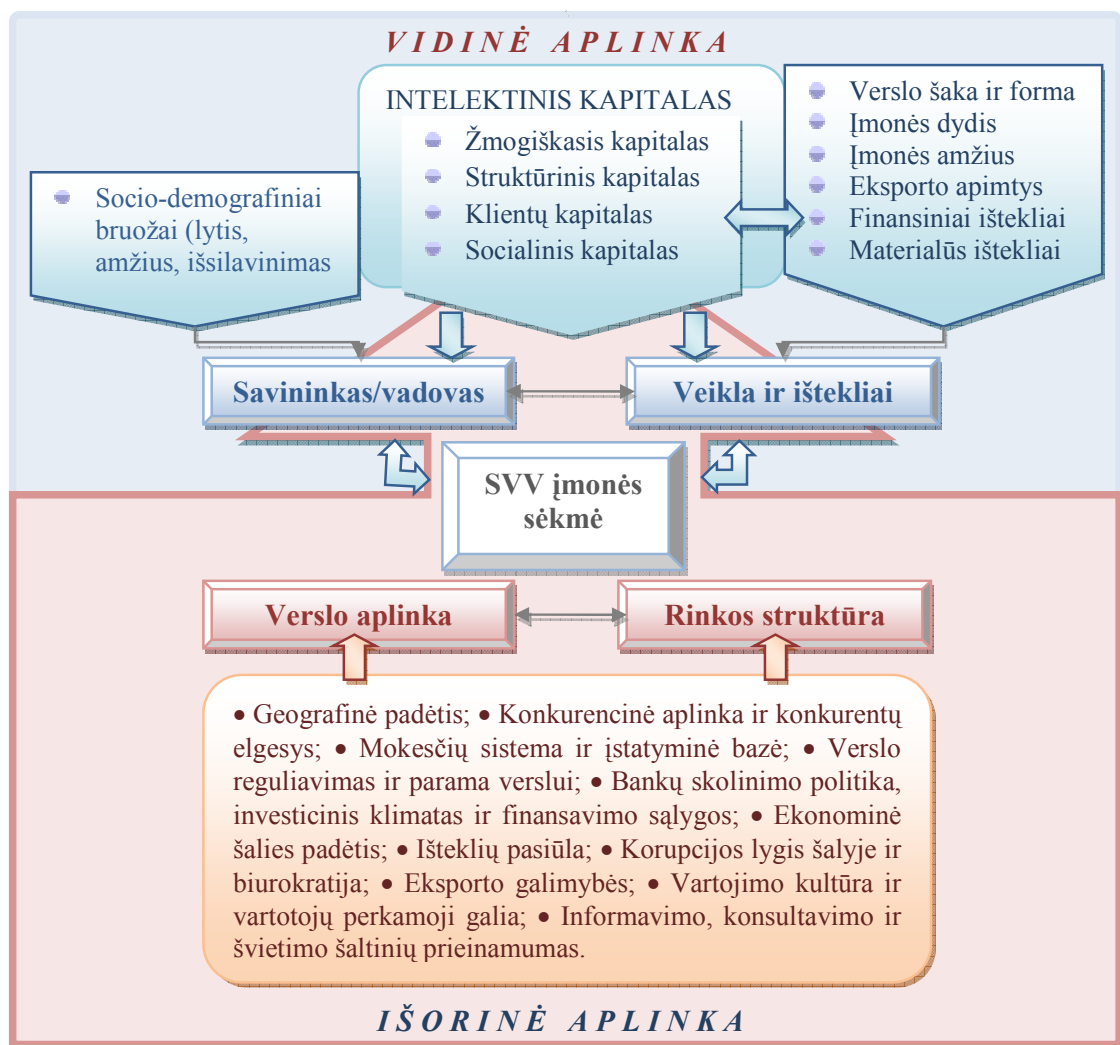 VIDINĖ APLINKA
INTELEKTINIS KAPITALAS
Žmogiškasis kapitalas
Struktūrinis kapitalas
Klientų kapitalas
Socialinis kapitalas
Verslo šaka ir forma
Įmonės dydis
Įmonės amžius
Eksporto apimtys
Finansiniai ištekliai
Materialūs ištekliai
Socio-demografiniai
bruožai (lytis,
amžius, išsilavinimas
Savininkas/vadovas
Veikla ir ištekliai
SVV įmonės
sėkmė
Verslo aplinka
Rinkos struktūra
• Geografinė padėtis; • Konkurencinė aplinka ir konkurentų
elgesys; • Mokesčių sistema ir įstatyminė bazė; • Verslo
reguliavimas ir parama verslui; • Bankų skolinimo politika,
investicinis klimatas ir finansavimo sąlygos; • Ekonominė
šalies padėtis; • Išteklių pasiūla; • Korupcijos lygis šalyje ir
biurokratija; • Eksporto galimybės; • Vartojimo kultūra ir
vartotojų perkamoji galia; • Informavimo, konsultavimo ir
švietimo šaltinių prieinamumas.
IŠORINĖ APLINKA